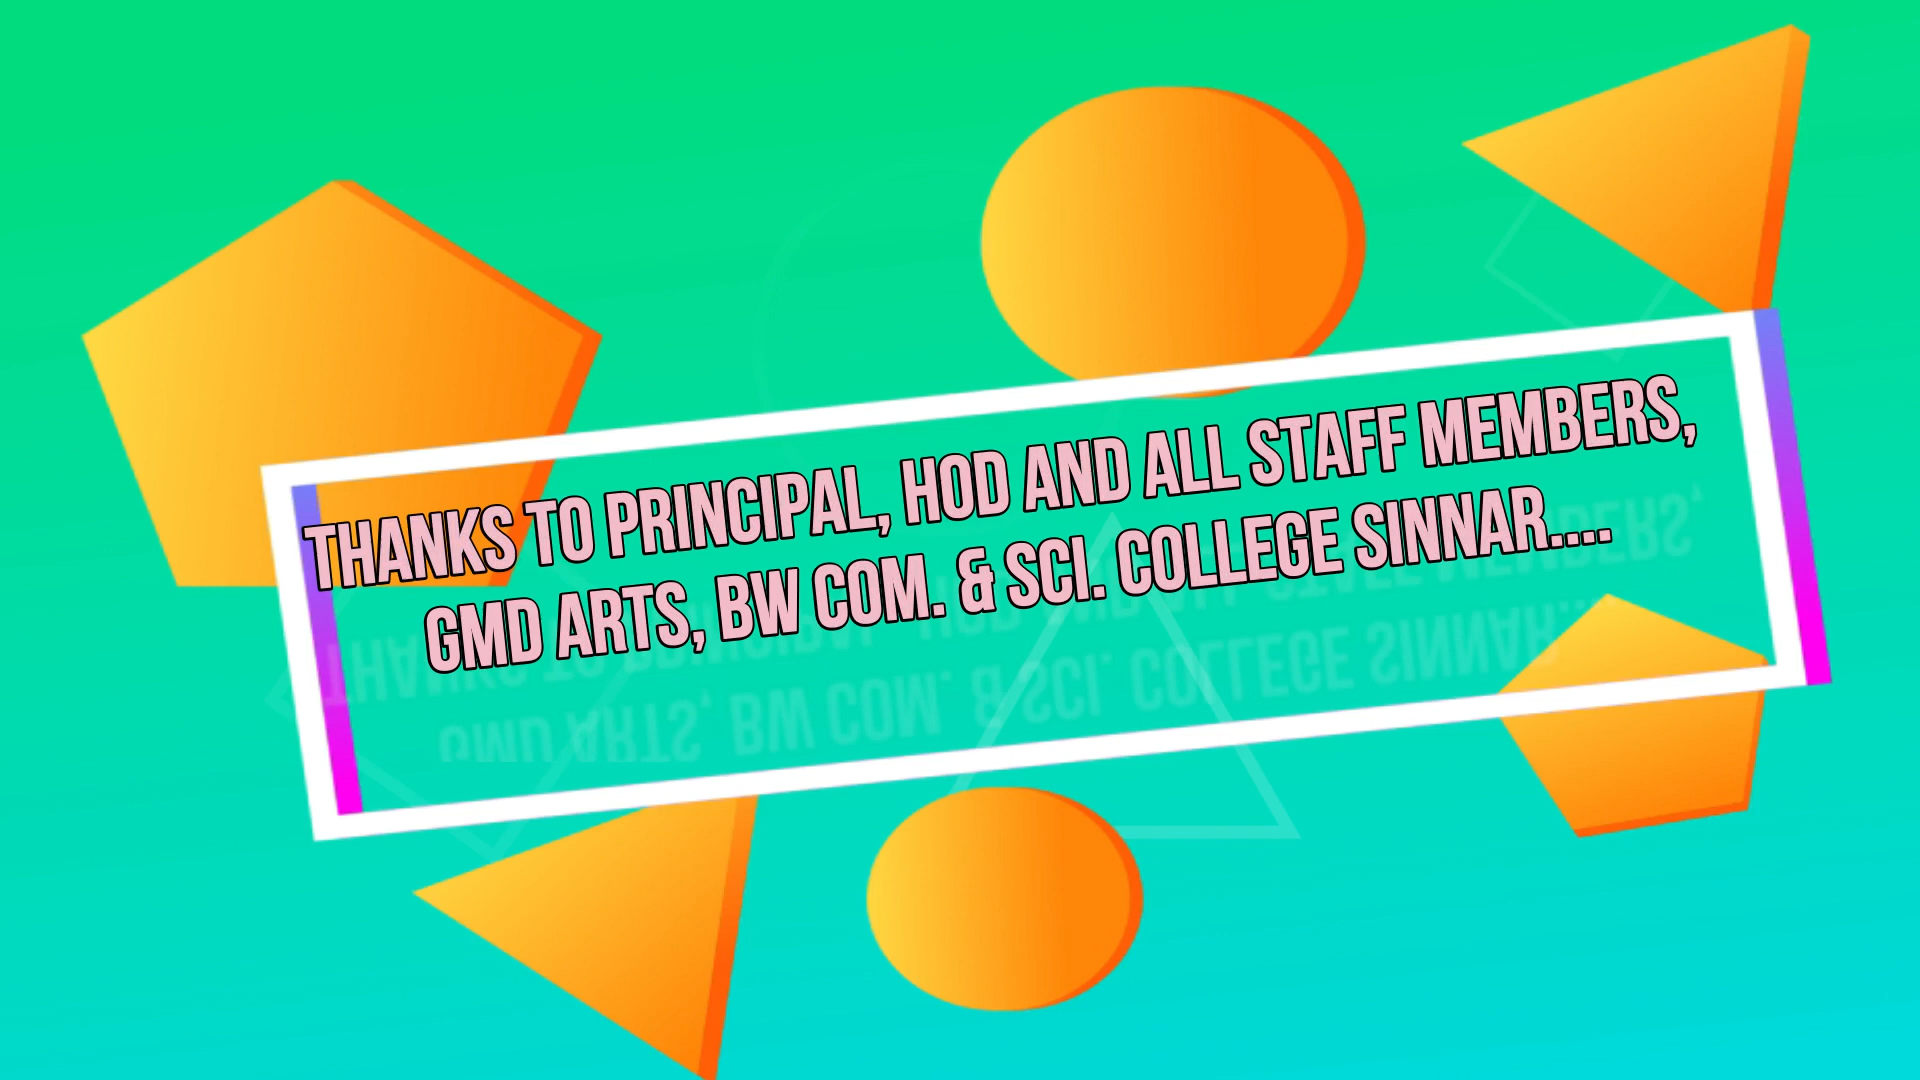 THANKS TO PRINCIPAL, HOD AND ALL STAFF MEMBERS,
GMD ARTS, BW COM. & SCI. COLLEGE SINNAR....